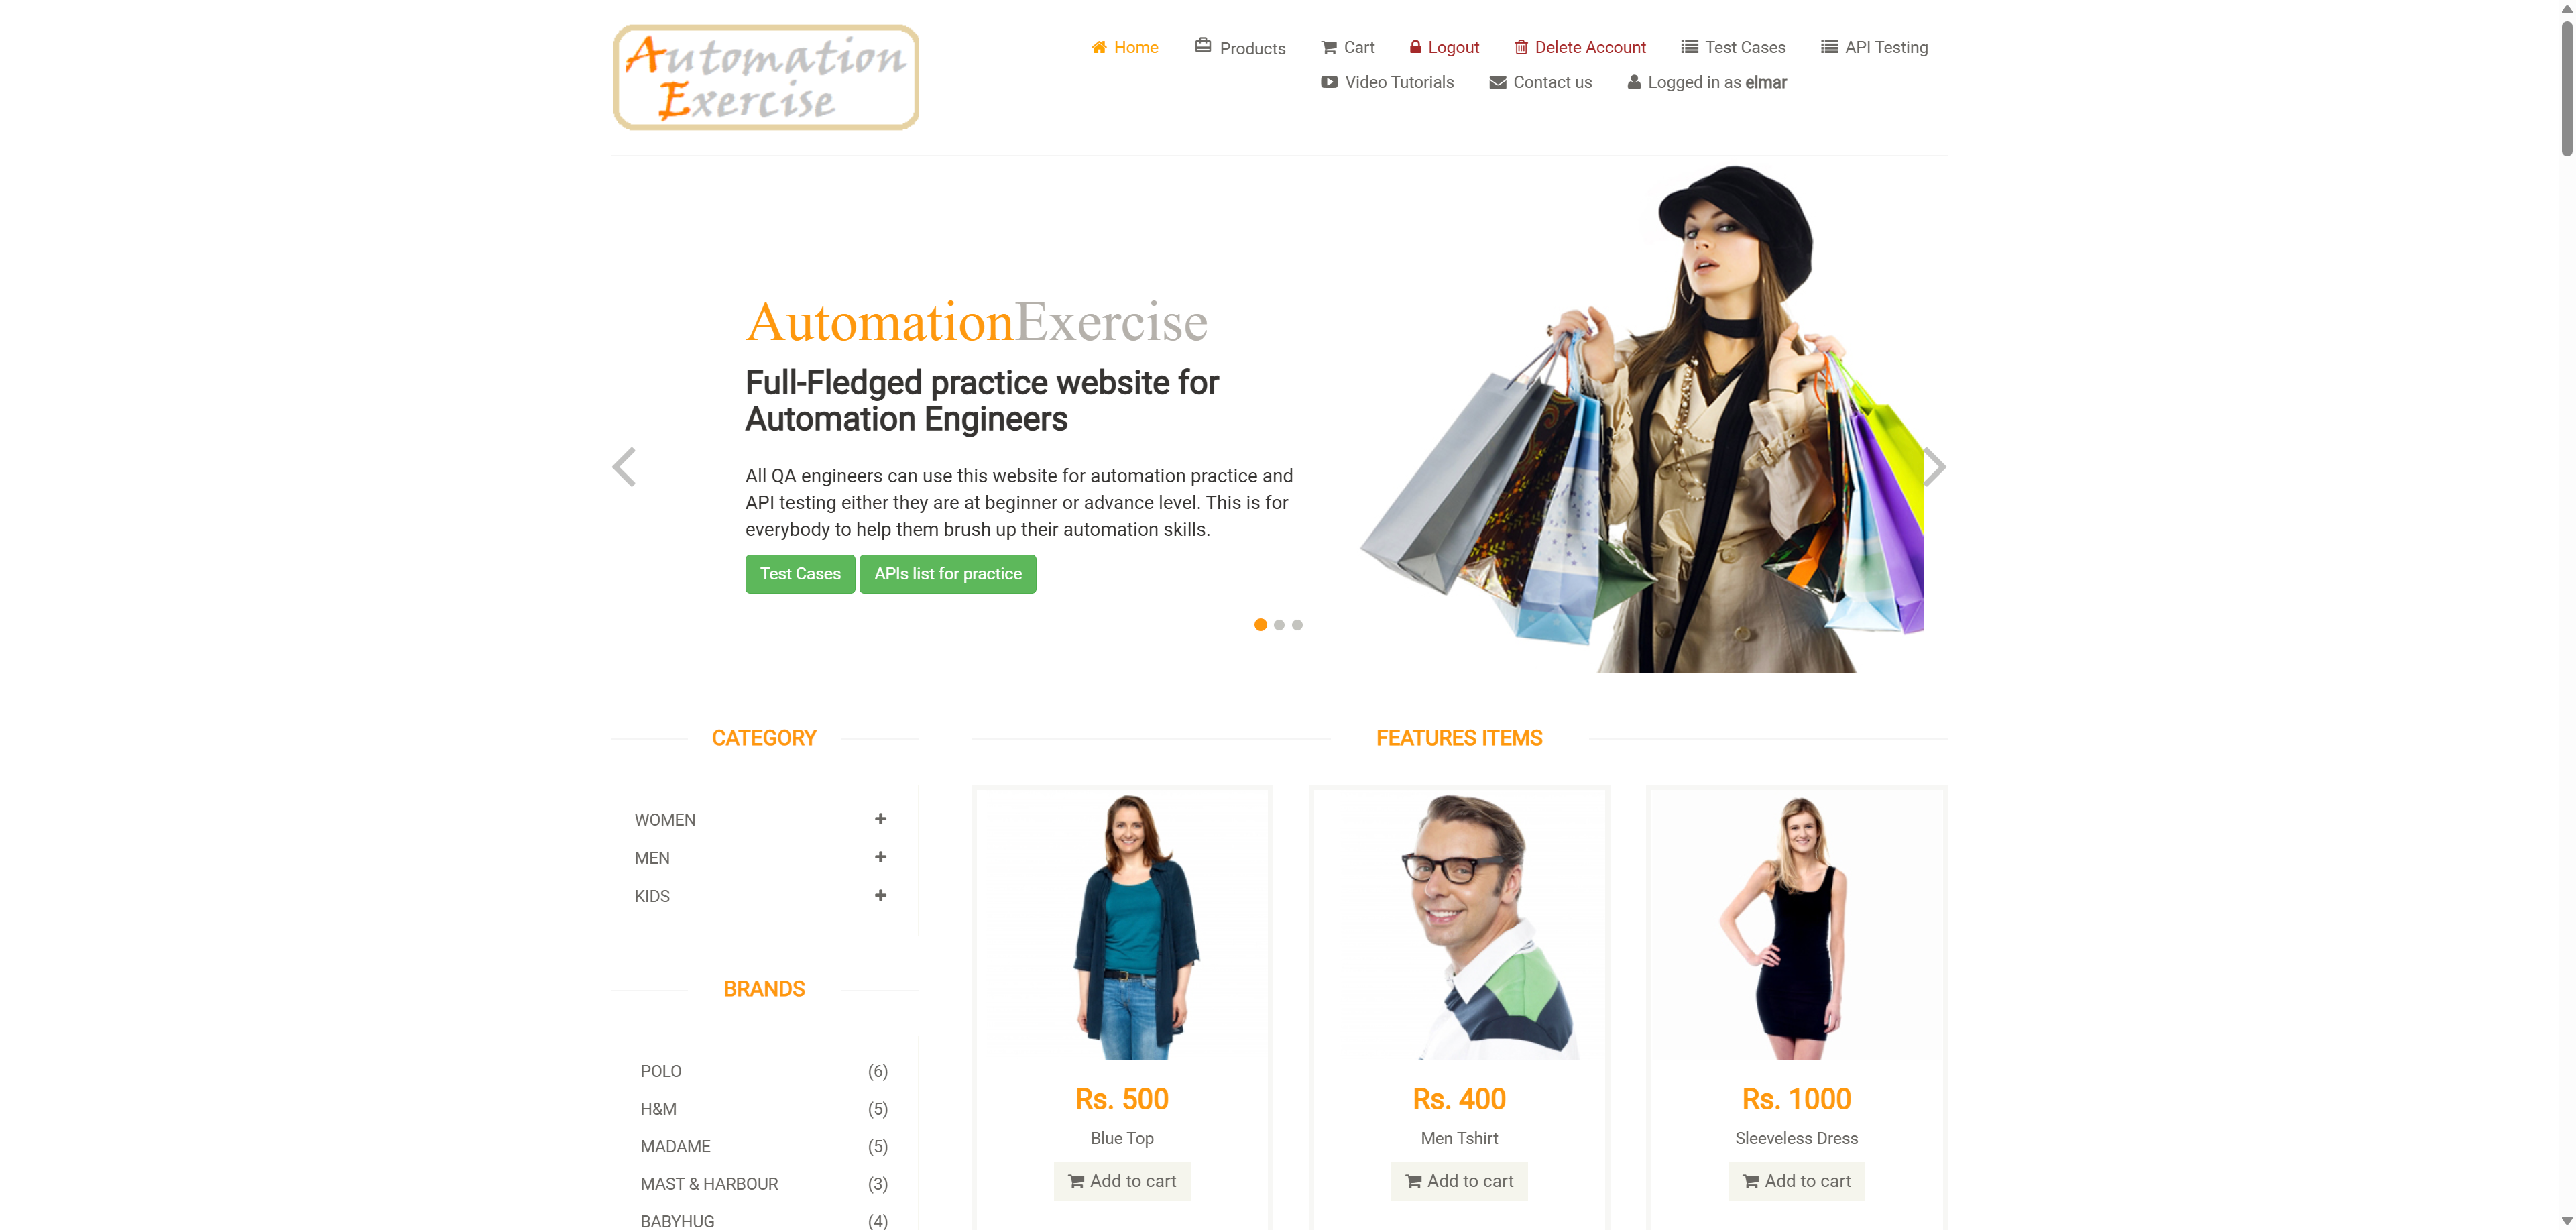 Automation
Exercise
Home Products Cart Logout Delete Account Test Cases API Testing
Video Tutorials Contact us Logged in as elmar
AutomationExercise
Full-Fledged practice website for
Automation Engineers
All QA engineers can use this website for automation practice and
API testing either they are at beginner or advance level. This is for
everybody to help them brush up their automation skills.
Test Cases APIs list for practice
CATEGORY
WOMEN
MEN
KIDS
BRANDS
POLO (6)
H&M (5)
MADAME (5)
MAST & HARBOUR (3)
BABYHUG (4)
FEATURES ITEMS
Rs. 500
Blue Top
Add to cart
Rs. 400
Men Tshirt
Add to cart
Rs. 1000
Sleeveless Dress
Add to cart